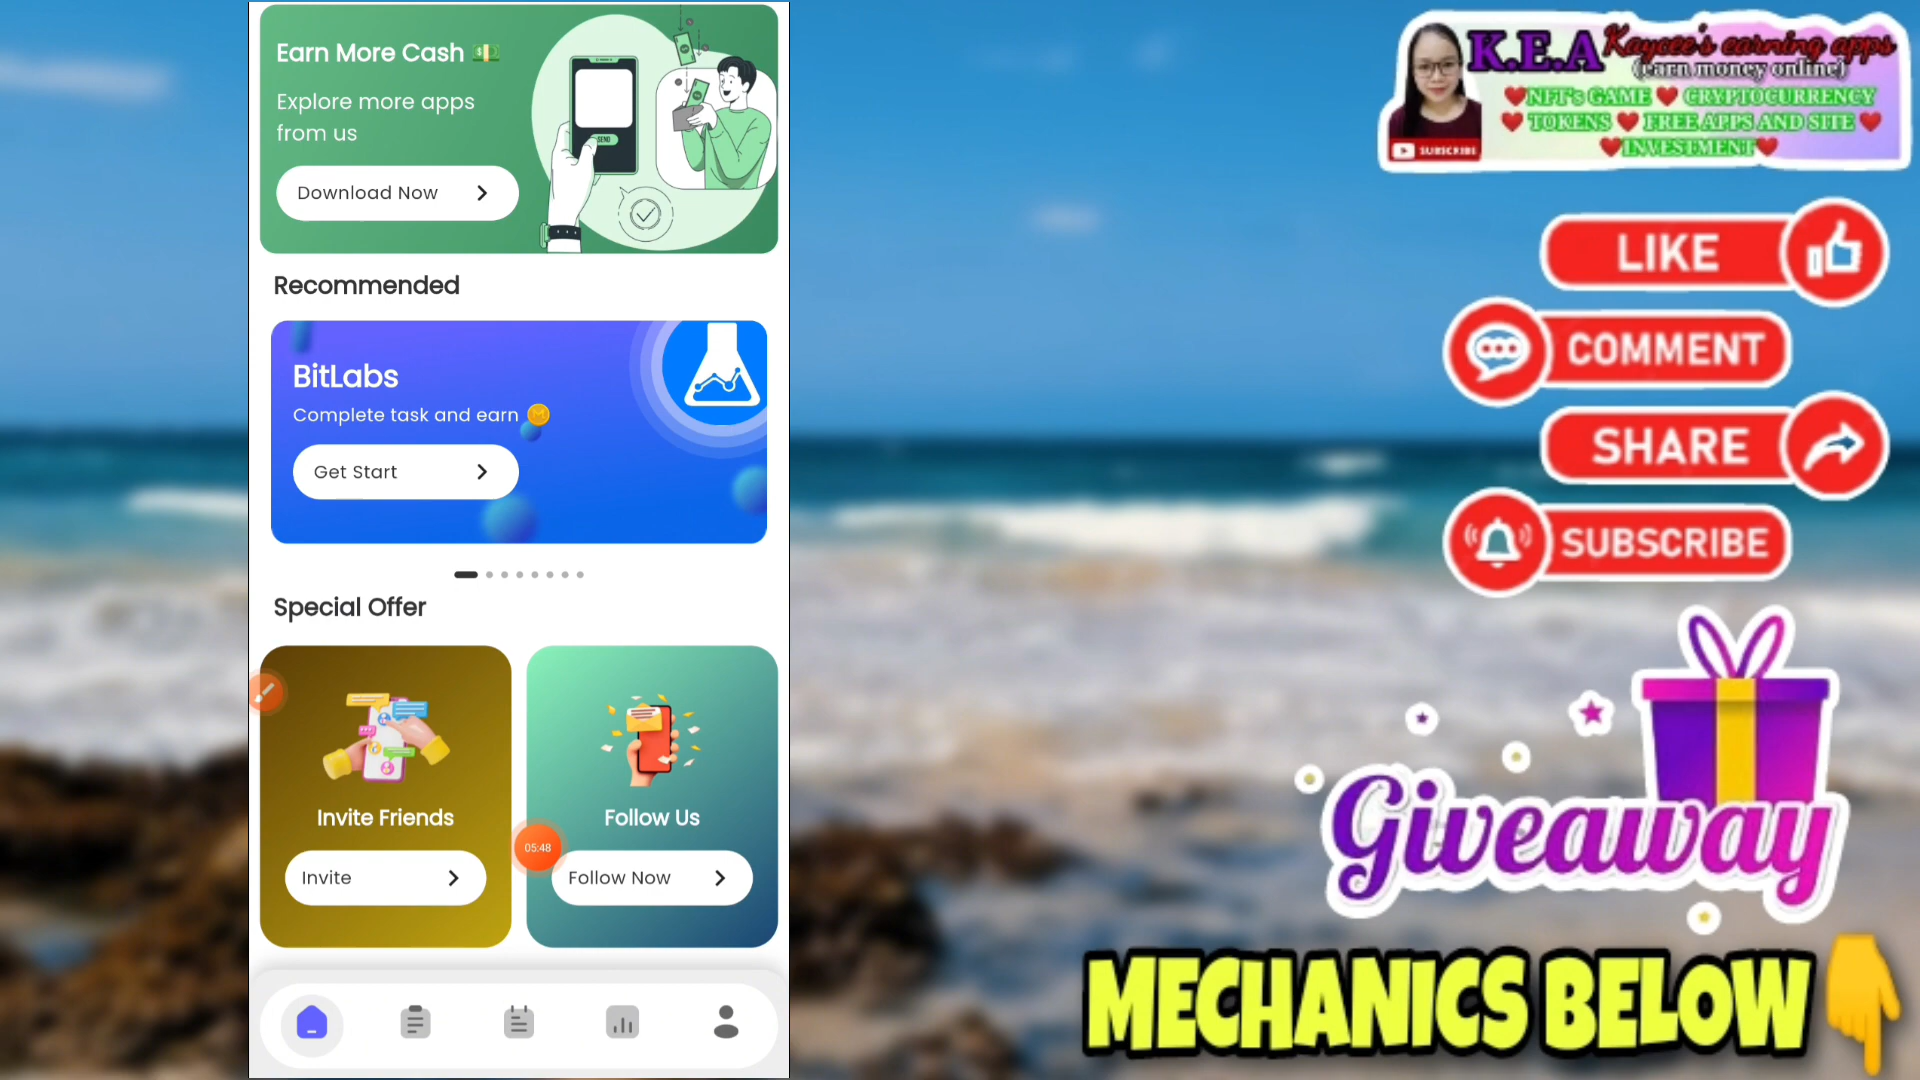 Earn More Cash
Explore more apps
from us
Download Now
SEND
Recommended
BitLabs
Complete task and earn
Get Start
Special Offer
Invite Friends
Invite
Follow Us
Follow Now
05:48
K.E.A Kaycee's earning apps
(earn money online)
NFT's GAME CRYPTOCURRENCY
TOKENS FREE APPS AND SITE
INVESTMENT
SUBSCRIBE
LIKE
COMMENT
SHARE
SUBSCRIBE
Giveaway
MECHANICS BELOW